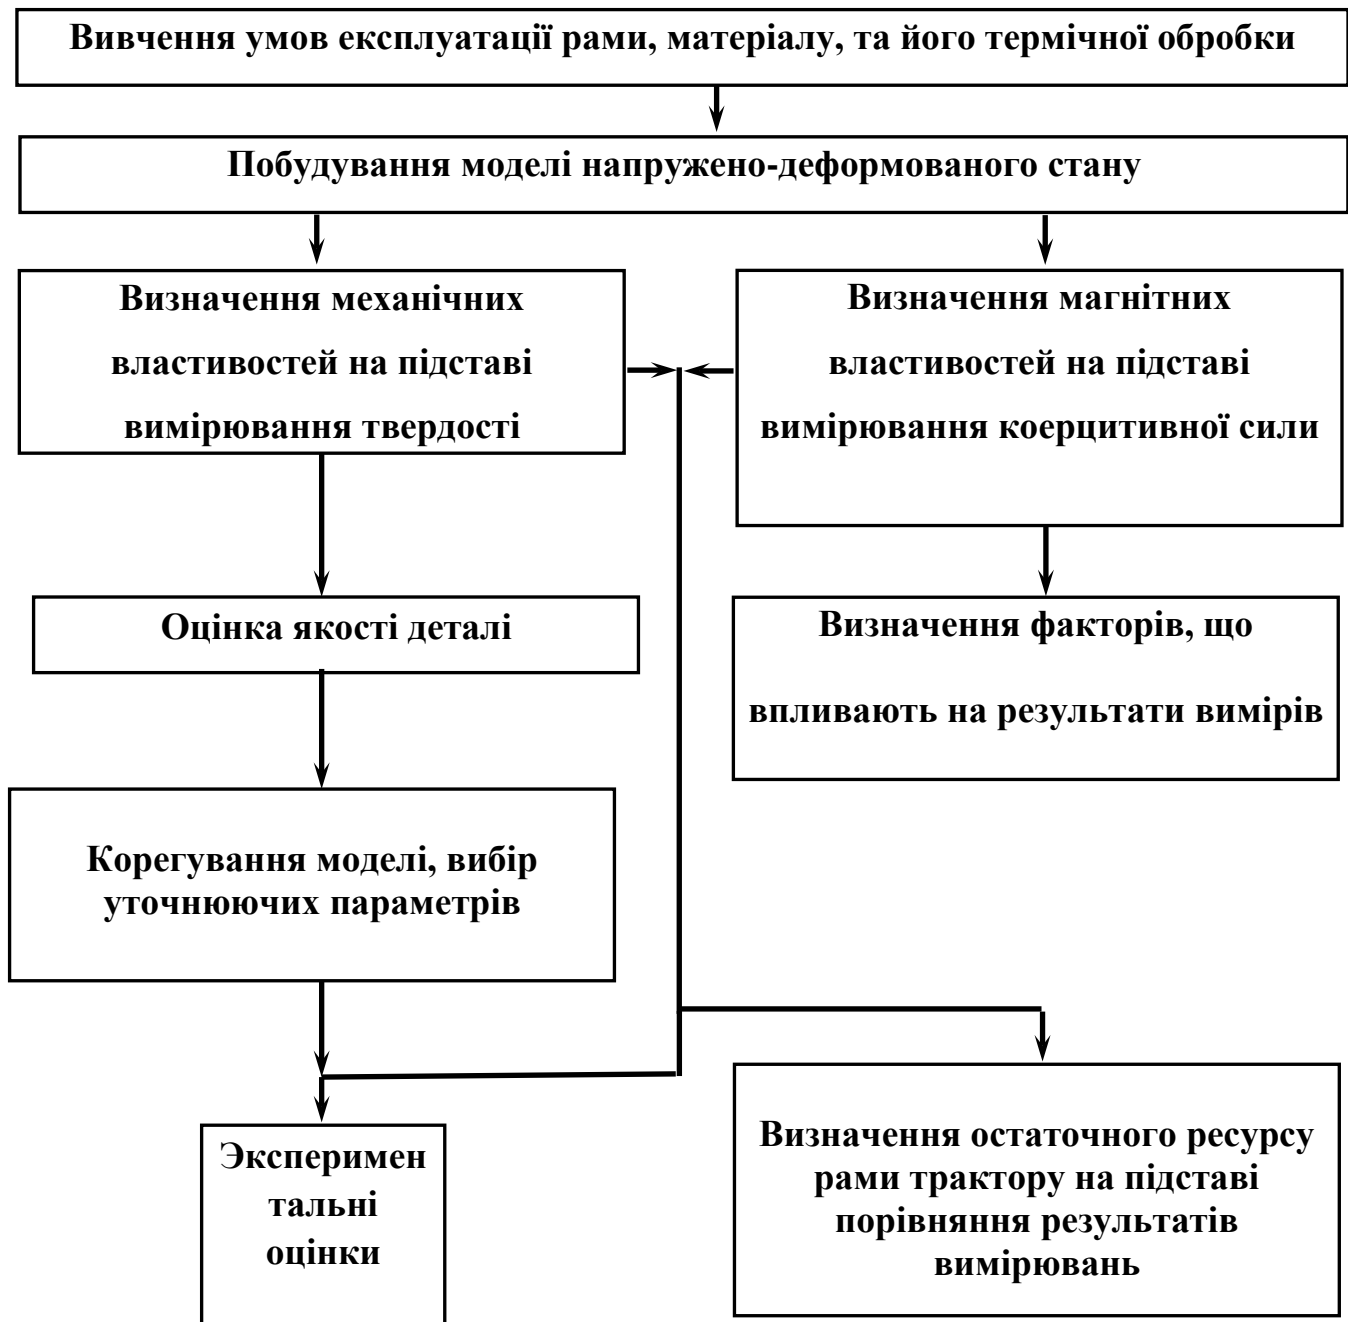 Вивчення умов експлуатації рами, матеріалу, та його термічної обробки
Побудування моделі напружено-деформованого стану
Визначення механічних
властивостей на підставі
вимірювання твердості
Визначення магнітних
властивостей на підставі
вимірювання коерцитивної сили
Оцінка якості деталі
Визначення факторів, що
впливають на результати вимірів
Корегування моделі, вибір
уточнюючих параметрів
Эксперимен
тальні
оцінки
Визначення остаточного ресурсу
рами трактору на підставі
порівняння результатів
вимірювань